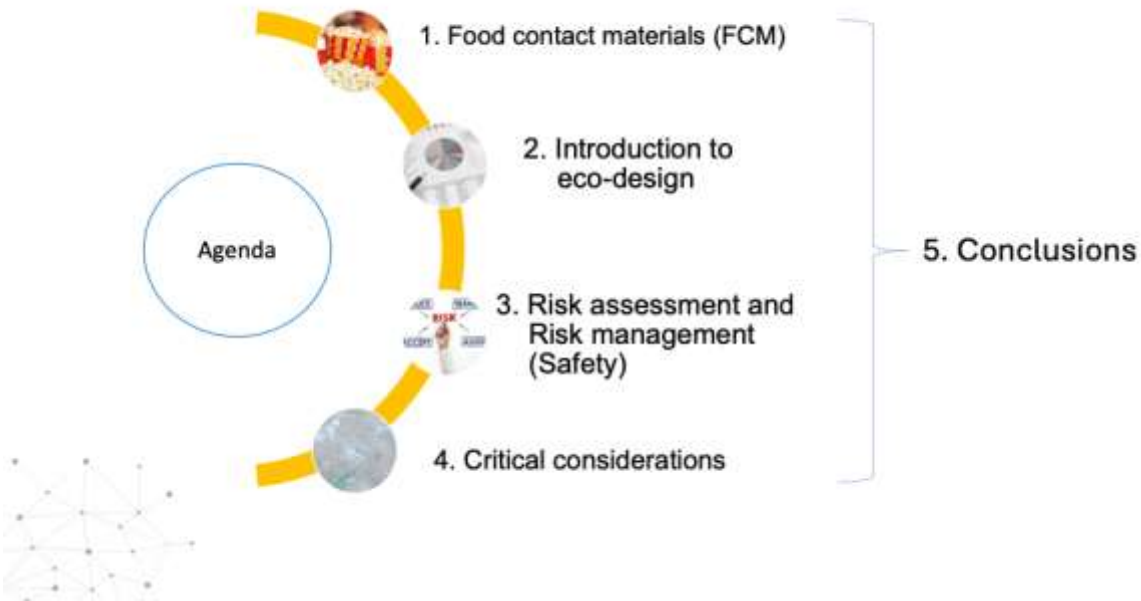 1. Food contact materials (FCM)
2. Introduction to
eco-design
Agenda
5. Conclusions
3. Risk assessment and
Risk management
(Safety)
RISK
4. Critical considerations